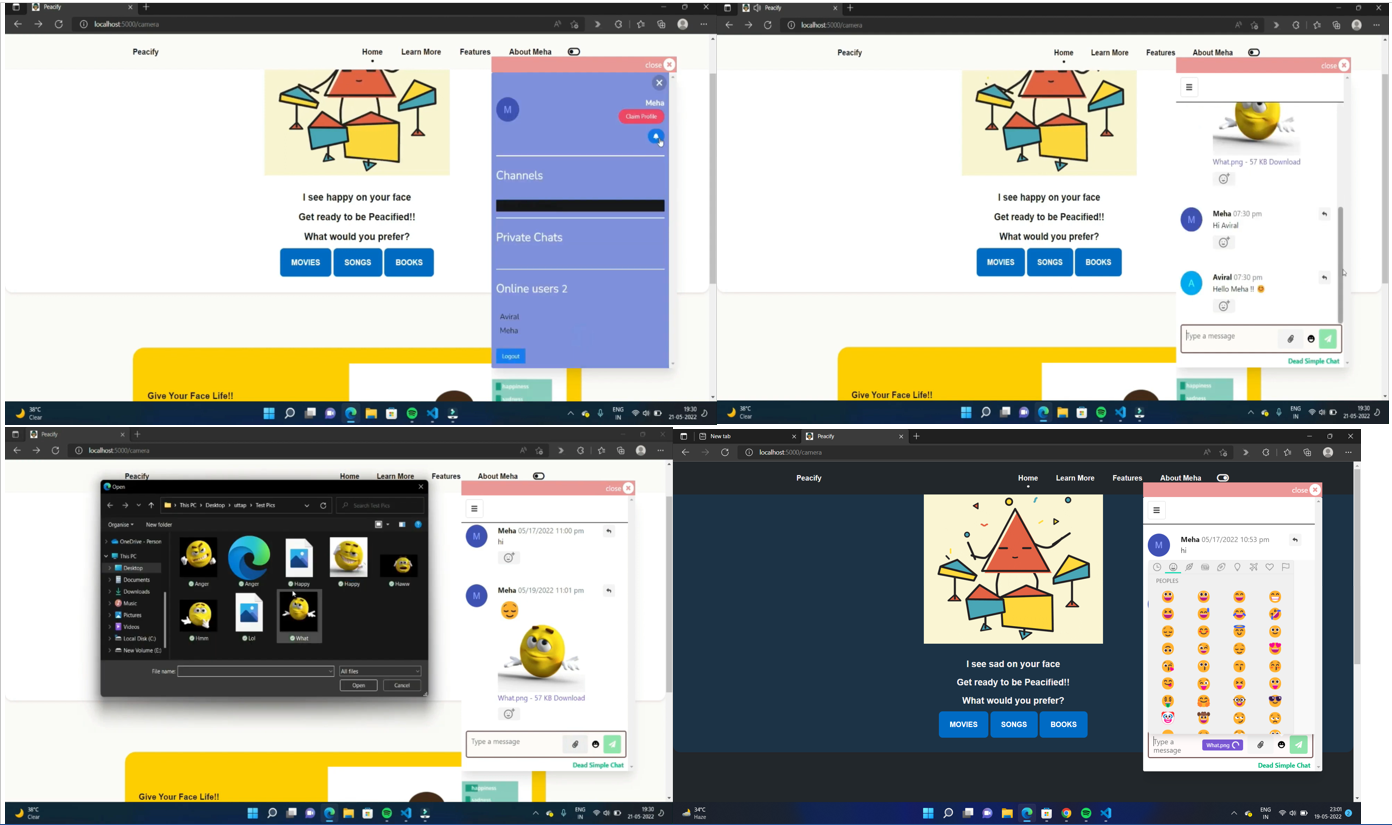 Peacify
localhost:5000/camera
Peacify
Home Learn More Features About Meha
close
M
Meha
Claim Profile
I see happy on your face
Get ready to be Peacified!!
What would you prefer?
MOVIES SONGS BOOKS
Channels
Private Chats
Online users 2
Aviral
Meha
Logout
Give Your Face Life!!
happiness
sadness
38°C
Clear
ENG
IN
19:30
21-05-2022
Peacify
localhost:5000/camera
Peacify
Home Learn More Features About Meha
close
I see happy on your face
Get ready to be Peacified!!
What would you prefer?
MOVIES SONGS BOOKS
What.png - 57 KB Download
M
Meha 07:30 pm
Hi Aviral
A
Aviral 07:30 pm
Hello Meha !!
Type a message
Dead Simple Chat
Give Your Face Life!!
happiness
38°C
Clear
ENG
IN
19:30
21-05-2022
Peacify
localhost:5000/camera
Peacify
Home Learn More Features About Meha
Open
This PC > Desktop > uttap > Test Pics
Search Test Pics
Organise New folder
OneDrive - Person
This PC
Desktop
Documents
Downloads
Music
Pictures
Videos
Local Disk (C:)
New Volume (E:)
Anger Anger Happy Happy Haww
Hmm Lol What
File name: All files
Open Cancel
close
M
Meha 05/17/2022 11:00 pm
hi
M
Meha 05/19/2022 11:01 pm
What.png - 57 KB Download
Type a message
Dead Simple Chat
Give Your Face Life!!
happiness
38°C
Clear
ENG
IN
19:30
21-05-2022
New tab
Peacify
localhost:5000/camera
Peacify
Home Learn More Features About Meha
close
M
Meha 05/17/2022 10:53 pm
hi
PEOPLES
I see sad on your face
Get ready to be Peacified!!
What would you prefer?
MOVIES SONGS BOOKS
Type a
message
What.png
Dead Simple Chat
34°C
Haze
ENG
IN
23:01
19-05-2022